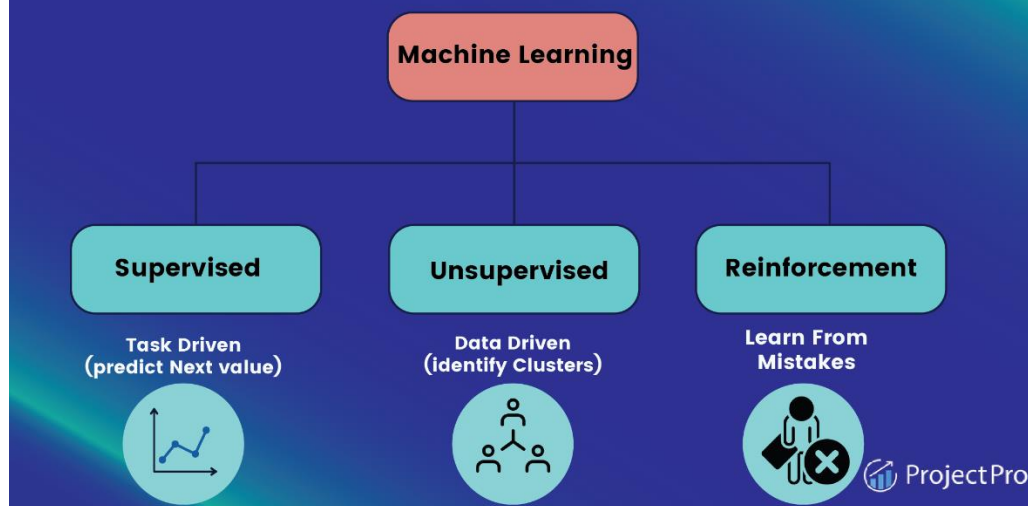 Machine Learning
Supervised
Unsupervised
Reinforcement
Task Driven
(predict Next value)
Data Driven
(identify Clusters)
Learn From
Mistakes
ProjectPro